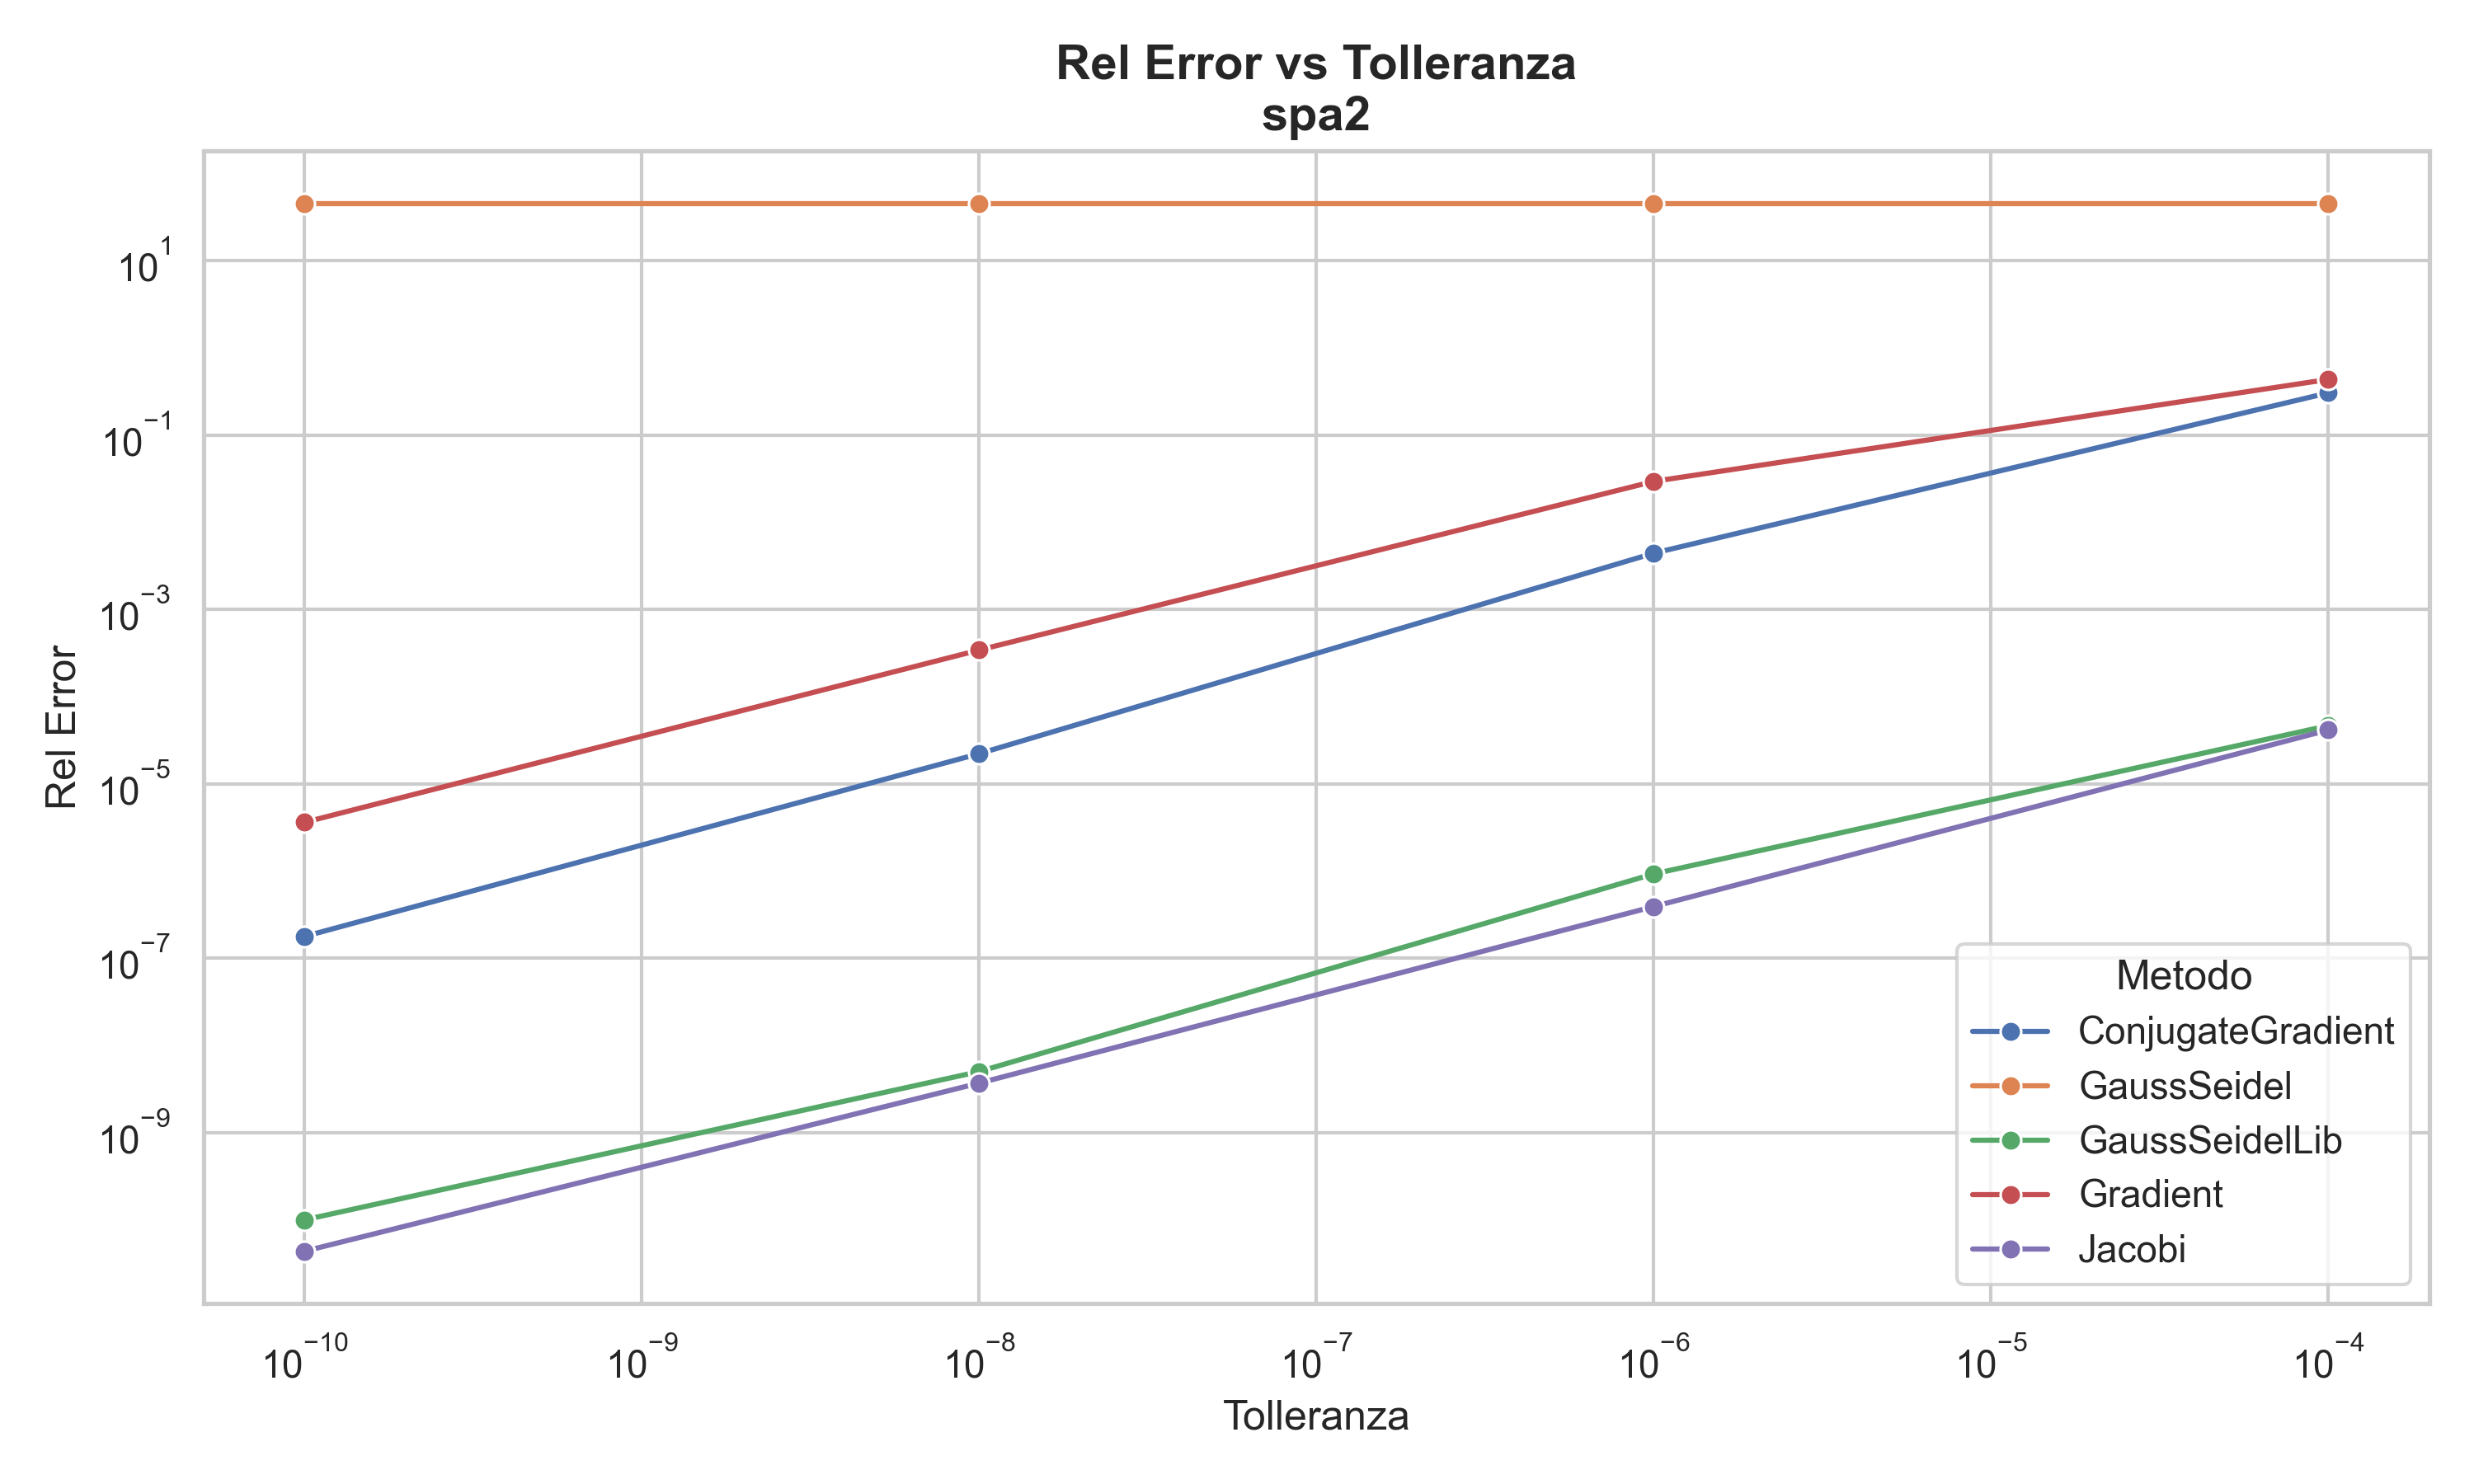 Rel Error vs Tolleranza
spa2
Rel Error
10^1
10^−1
10^−3
10^−5
10^−7
10^−9
Metodo
ConjugateGradient
GaussSeidel
GaussSeidelLib
Gradient
Jacobi
10^−10 10^−9 10^−8 10^−7 10^−6 10^−5 10^−4
Tolleranza